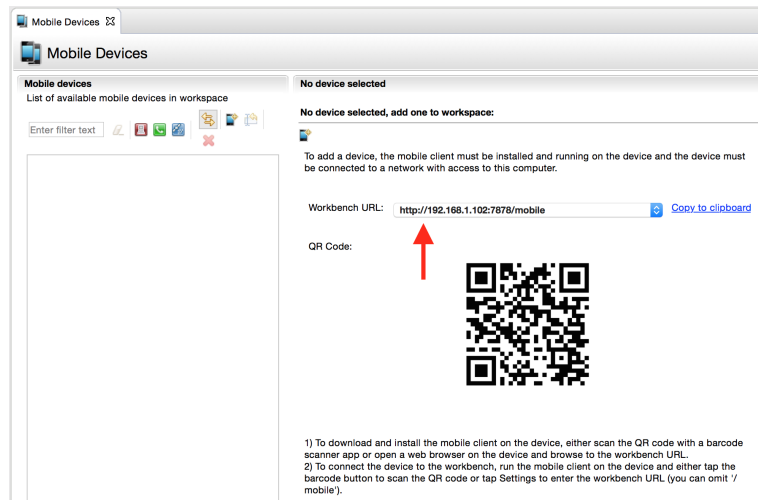 Mobile Devices
Mobile Devices
Mobile devices
List of available mobile devices in workspace
Enter filter text
No device selected
No device selected, add one to workspace:
To add a device, the mobile client must be installed and running on the device and the device must
be connected to a network with access to this computer.
Workbench URL:
http://192.168.1.102:7878/mobile
Copy to clipboard
QR Code:
1) To download and install the mobile client on the device, either scan the QR code with a barcode
scanner app or open a web browser on the device and browse to the workbench URL.
2) To connect the device to the workbench, run the mobile client on the device and either tap the
barcode button to scan the QR code or tap Settings to enter the workbench URL (you can omit '/
mobile').